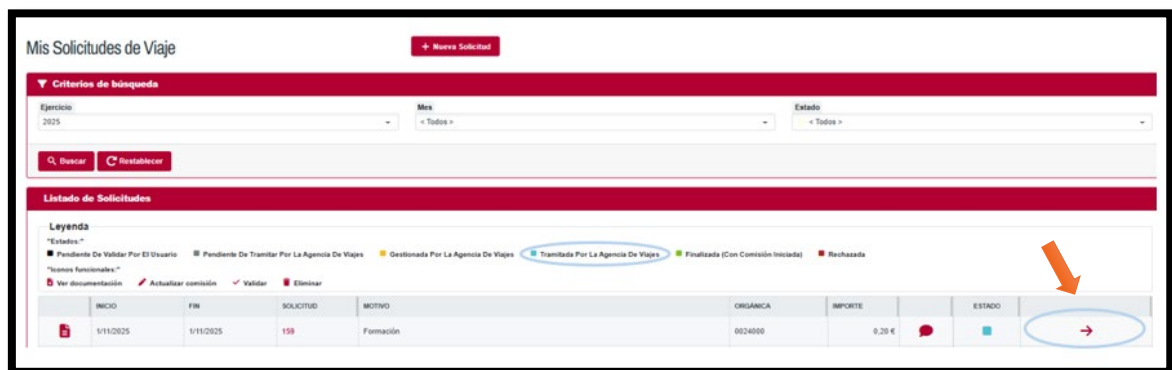 Mis Solicitudes de Viaje
+ Nueva Solicitud
Criterios de búsqueda
Ejercicio Mes Estado
2025 < Todos > < Todos >
Buscar Restablecer
Listado de Solicitudes
Leyenda
"Estados:"
Pendiente De Validar Por El Usuario Pendiente De Tramitar Por La Agencia De Viajes Gestionada Por La Agencia De Viajes Tramitada Por La Agencia De Viajes Finalizada (Con Comisión Iniciada) Rechazada
"Iconos funcionales:"
Ver documentación Actualizar comisión Validar Eliminar
INICIO FIN SOLICITUD MOTIVO ORGÁNICA IMPORTE ESTADO
1/11/2025 1/11/2025 159 Formación 0024000 0,20 €